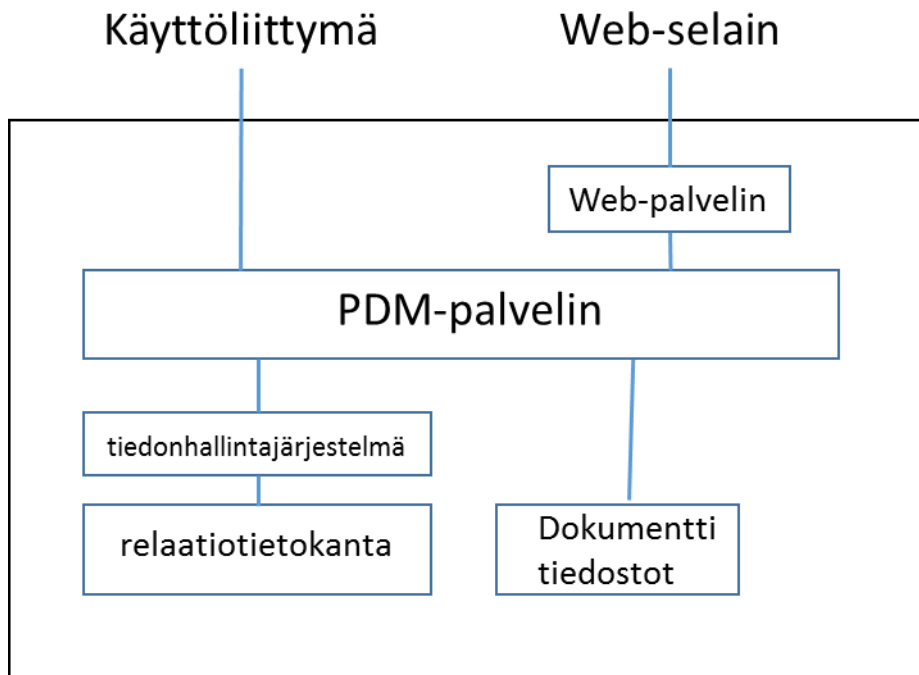 Käyttöliittymä
Web-selain
Web-palvelin
PDM-palvelin
tiedonhallintajärjestelmä
relaatiotietokanta
Dokumentti
tiedostot